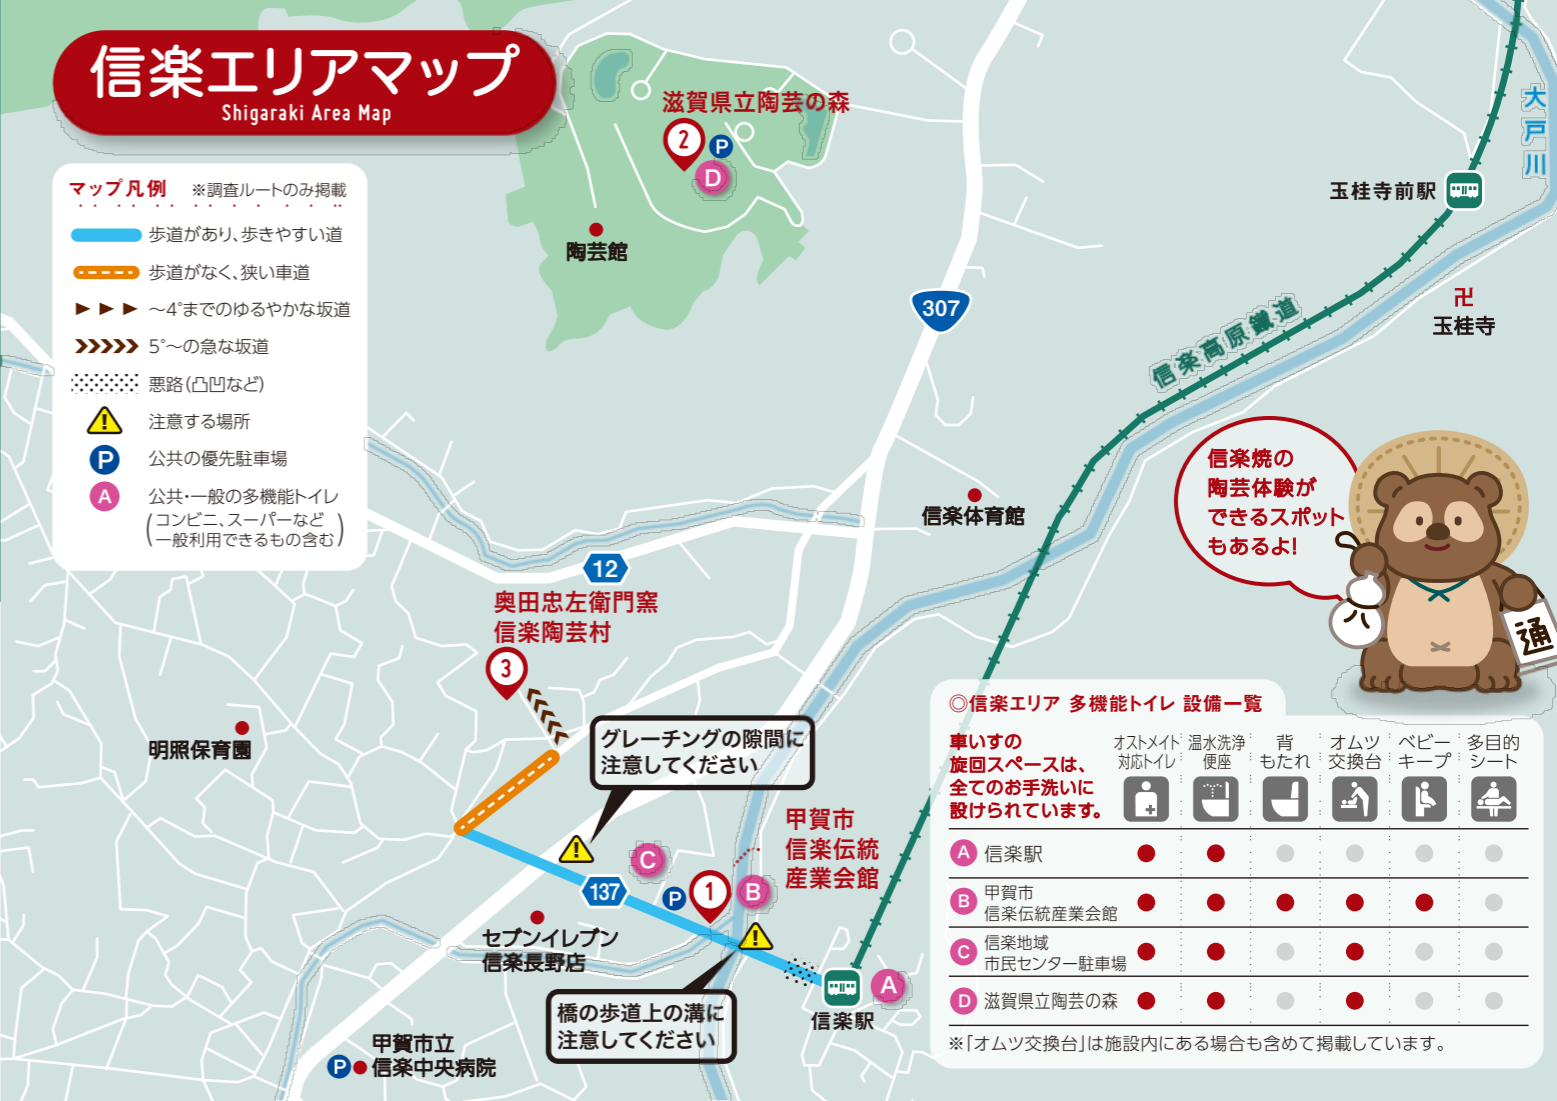 信楽エリアマップ
Shigaraki Area Map
マップ凡例 ※調査ルートのみ掲載
歩道があり、歩きやすい道
歩道がなく、狭い車道
～4°までのゆるやかな坂道
5°～の急な坂道
悪路(凸凹など)
注意する場所
P 公共の優先駐車場
A 公共・一般の多機能トイレ
(コンビニ、スーパーなど
一般利用できるもの含む)
滋賀県立陶芸の森
2 P
D
陶芸館
307
大戸川
玉桂寺前駅
卍
玉桂寺
信楽高原鐵道
信楽焼の
陶芸体験が
できるスポット
もあるよ!
通
信楽体育館
12
奥田忠左衛門窯
信楽陶芸村
3
明照保育園
グレーチングの隙間に
注意してください
甲賀市
信楽伝統
産業会館
C
137
P 1 B
セブンイレブン
信楽長野店
橋の歩道上の溝に
注意してください
A
信楽駅
甲賀市立
P 信楽中央病院
◎信楽エリア 多機能トイレ 設備一覧
車いすの
旋回スペースは、
全てのお手洗いに
設けられています。
オストメイト
対応トイレ
温水洗浄
便座
背
もたれ
オムツ
交換台
ベビー
キープ
多目的
シート
A 信楽駅
B 甲賀市
信楽伝統産業会館
C 信楽地域
市民センター駐車場
D 滋賀県立陶芸の森
※「オムツ交換台」は施設内にある場合も含めて掲載しています。